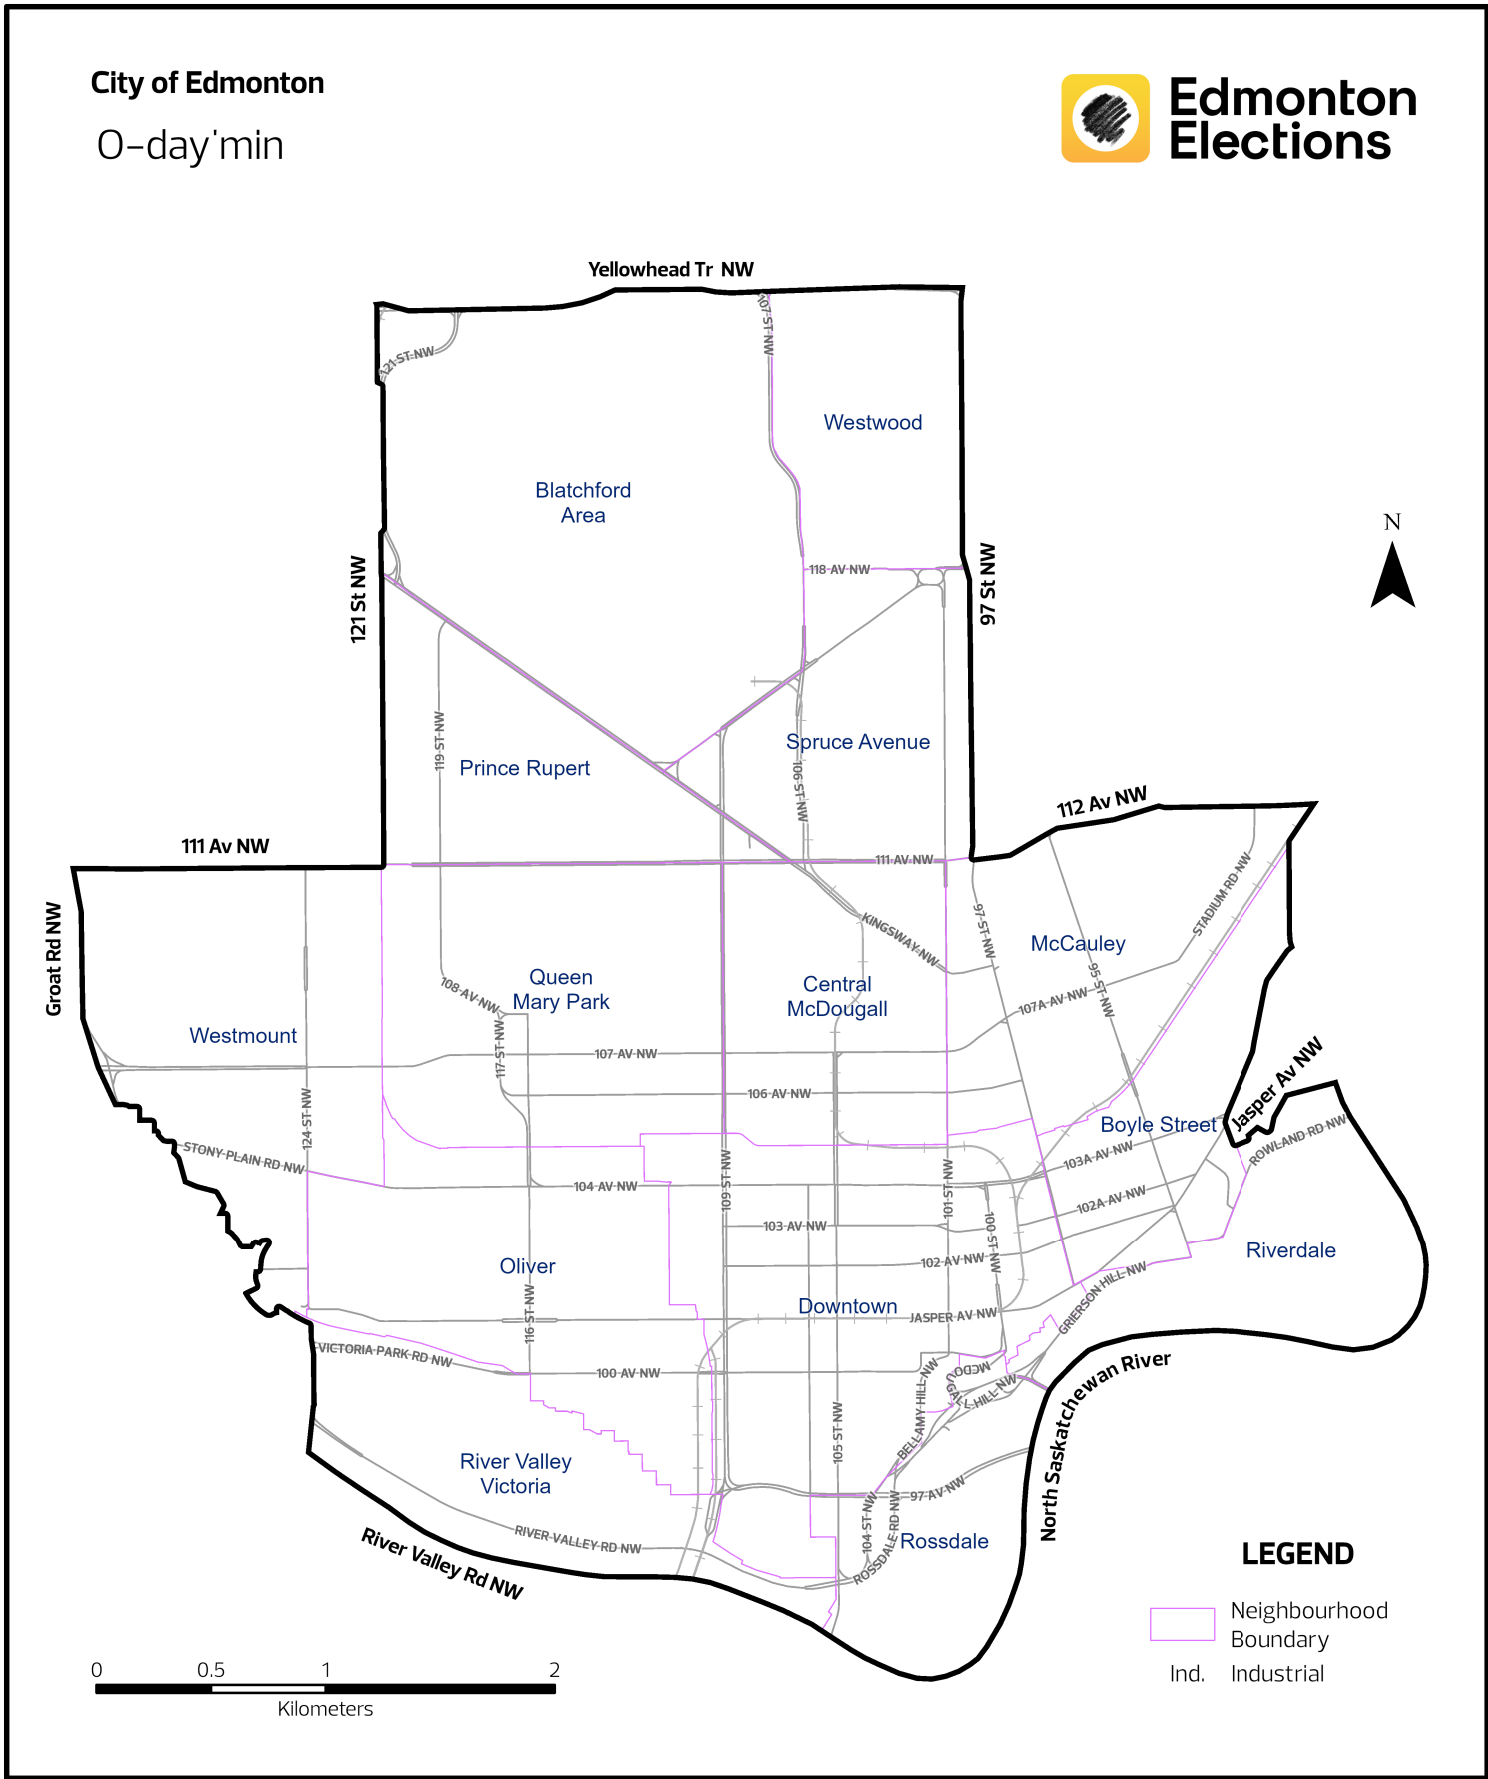 City of Edmonton
O-day'min
Edmonton
Elections
Yellowhead Tr NW
107 ST NW
121 ST NW
Westwood
Blatchford
Area
N
121 St NW
118 AV NW
97 St NW
119 ST NW
Prince Rupert
Spruce Avenue
106 ST NW
112 Av NW
111 Av NW
111 AV NW
Groat Rd NW
KINGSWAY NW
97 ST NW
McCauley
STADIUM RD NW
95 ST NW
108 AV NW
Queen
Mary Park
Central
McDougall
107A AV NW
Westmount
117 ST NW
107 AV NW
106 AV NW
124 ST NW
Boyle Street
Jasper Av NW
ROWLAND RD NW
STONY PLAIN RD NW
103A AV NW
104 AV NW
109 ST NW
101 ST NW
102A AV NW
103 AV NW
100 ST NW
Riverdale
102 AV NW
Oliver
Downtown
JASPER AV NW
GRIERSON HILL NW
116 ST NW
VICTORIA PARK RD NW
100 AV NW
MCDOUGALL HILL NW
BELLAMY HILL NW
North Saskatchewan River
105 ST NW
River Valley
Victoria
97 AV NW
104 ST NW
ROSSDALE RD NW
Rossdale
RIVER VALLEY RD NW
River Valley Rd NW
LEGEND
Neighbourhood
Boundary
Ind. Industrial
0 0.5 1 2
Kilometers